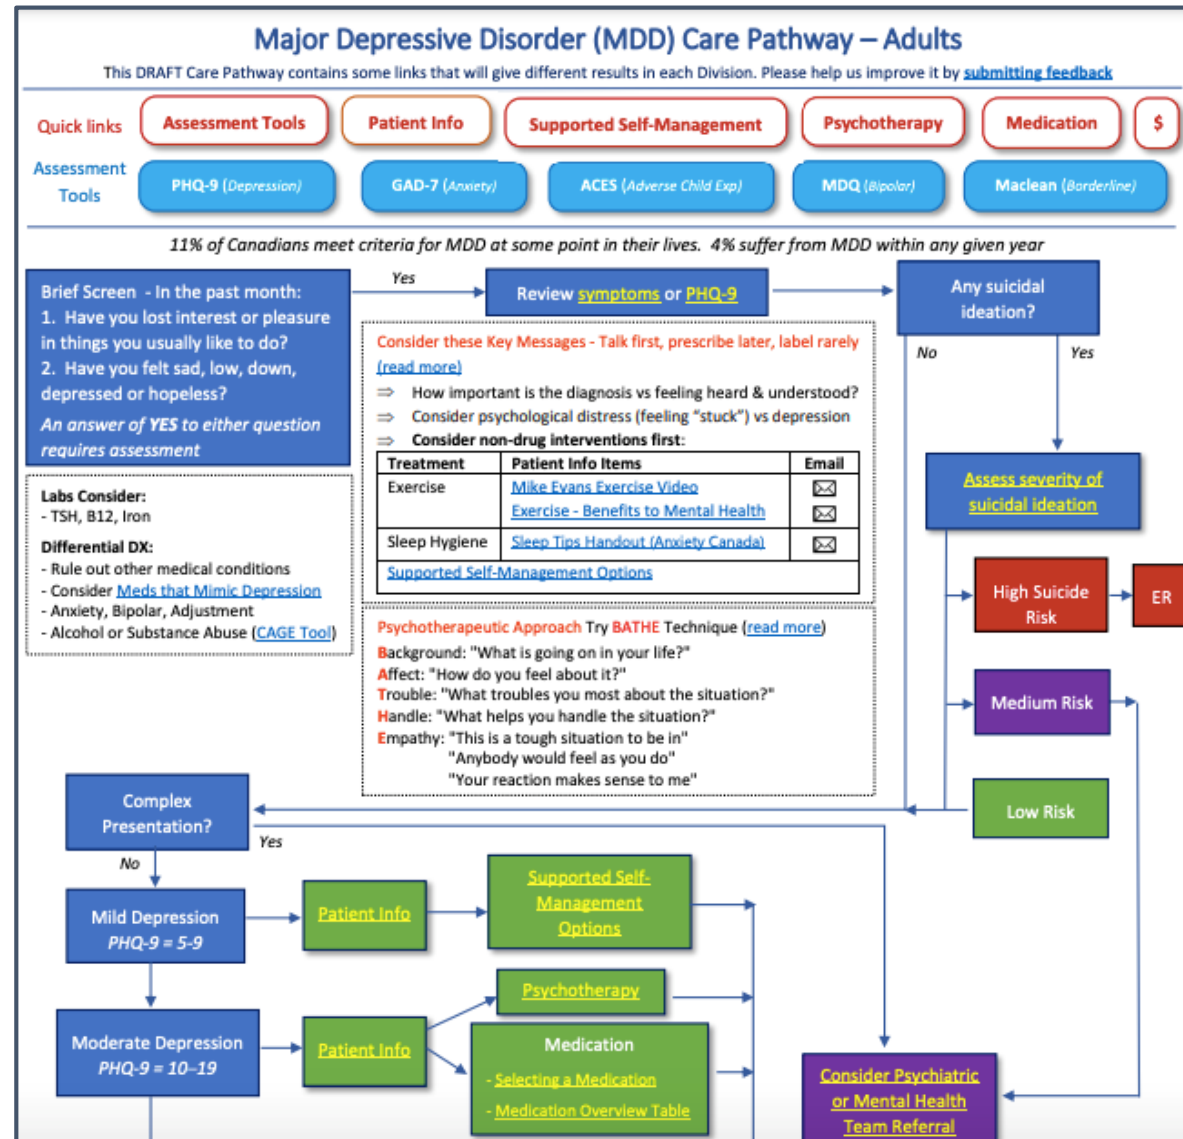 Major Depressive Disorder (MDD) Care Pathway – Adults
This DRAFT Care Pathway contains some links that will give different results in each Division. Please help us improve it by submitting feedback
Quick links
Assessment Tools
Patient Info
Supported Self-Management
Psychotherapy
Medication
$
Assessment
Tools
PHQ-9 (Depression)
GAD-7 (Anxiety)
ACES (Adverse Child Exp)
MDQ (Bipolar)
Maclean (Borderline)
11% of Canadians meet criteria for MDD at some point in their lives. 4% suffer from MDD within any given year
Brief Screen - In the past month:
1. Have you lost interest or pleasure
in things you usually like to do?
2. Have you felt sad, low, down,
depressed or hopeless?
An answer of YES to either question
requires assessment
Yes
Review symptoms or PHQ-9
Any suicidal
ideation?
No
Yes
Consider these Key Messages - Talk first, prescribe later, label rarely
(read more)
⇒ How important is the diagnosis vs feeling heard & understood?
⇒ Consider psychological distress (feeling “stuck”) vs depression
⇒ Consider non-drug interventions first:
Treatment Patient Info Items Email
Exercise Mike Evans Exercise Video
Exercise - Benefits to Mental Health
Sleep Hygiene Sleep Tips Handout (Anxiety Canada)
Supported Self-Management Options
Labs Consider:
- TSH, B12, Iron
Differential DX:
- Rule out other medical conditions
- Consider Meds that Mimic Depression
- Anxiety, Bipolar, Adjustment
- Alcohol or Substance Abuse (CAGE Tool)
Assess severity of
suicidal ideation
High Suicide
Risk
ER
Medium Risk
Low Risk
Psychotherapeutic Approach Try BATHE Technique (read more)
Background: "What is going on in your life?"
Affect: "How do you feel about it?"
Trouble: "What troubles you most about the situation?"
Handle: "What helps you handle the situation?"
Empathy: "This is a tough situation to be in"
"Anybody would feel as you do"
"Your reaction makes sense to me"
Complex
Presentation?
Yes
No
Mild Depression
PHQ-9 = 5-9
Patient Info
Supported Self-
Management
Options
Moderate Depression
PHQ-9 = 10–19
Patient Info
Psychotherapy
Medication
- Selecting a Medication
- Medication Overview Table
Consider Psychiatric
or Mental Health
Team Referral